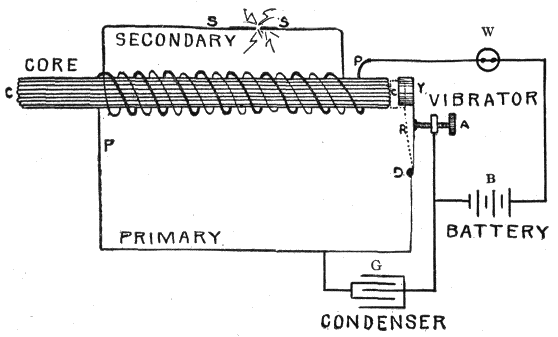 S S
W
SECONDARY
CORE
P
C
C
Y
VIBRATOR
R
A
P
D
B
BATTERY
PRIMARY
G
CONDENSER